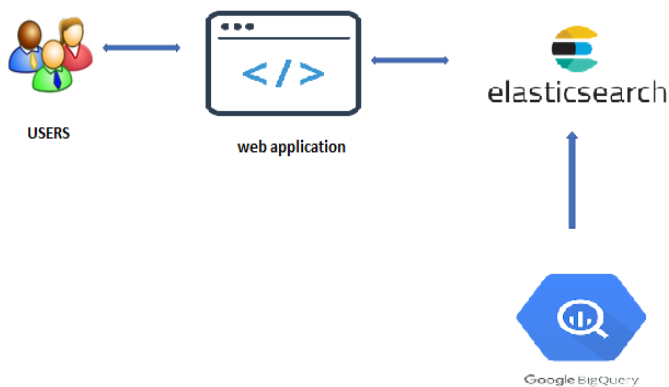 </>
elasticsearch
USERS
web application
Google BigQuery